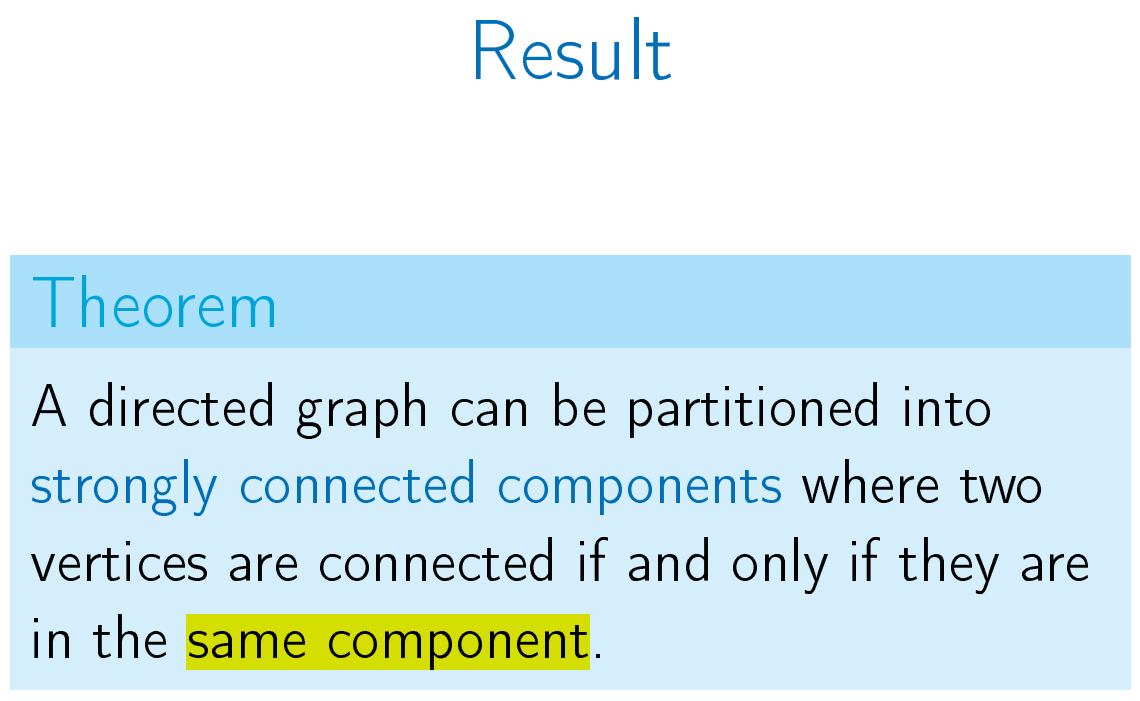 Result
Theorem
A directed graph can be partitioned into
strongly connected components where two
vertices are connected if and only if they are
in the same component.